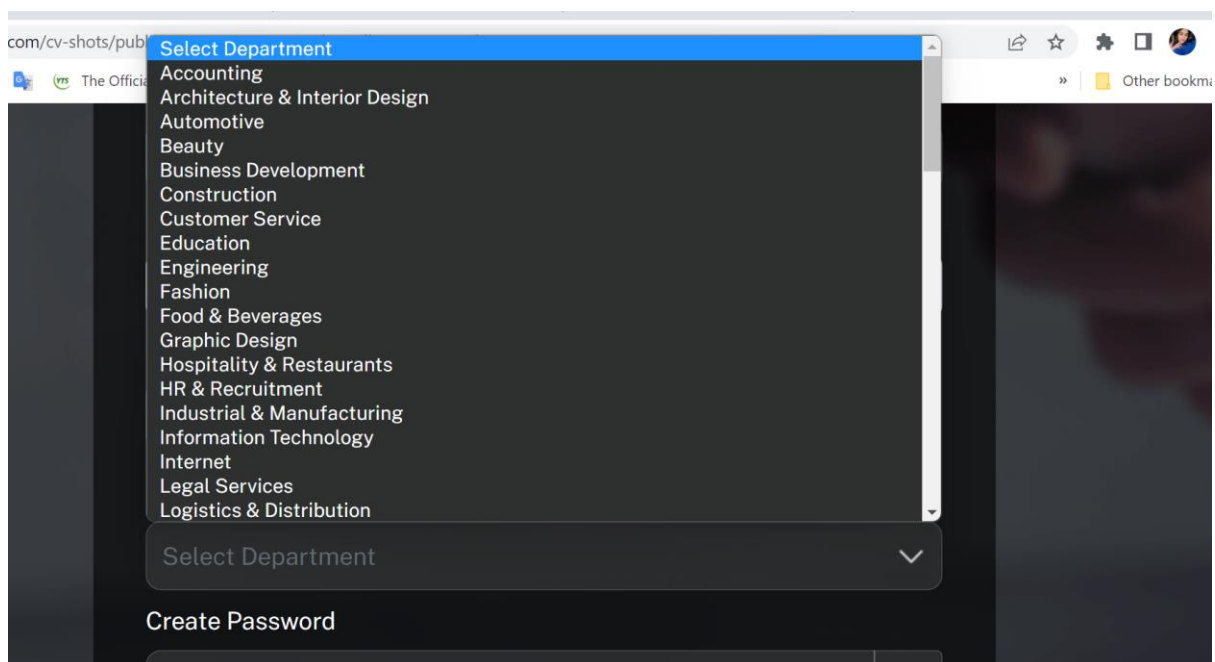 com/cv-shots/publ
The Official
»
Other bookma
Select Department
Accounting
Architecture & Interior Design
Automotive
Beauty
Business Development
Construction
Customer Service
Education
Engineering
Fashion
Food & Beverages
Graphic Design
Hospitality & Restaurants
HR & Recruitment
Industrial & Manufacturing
Information Technology
Internet
Legal Services
Logistics & Distribution
Select Department
Create Password